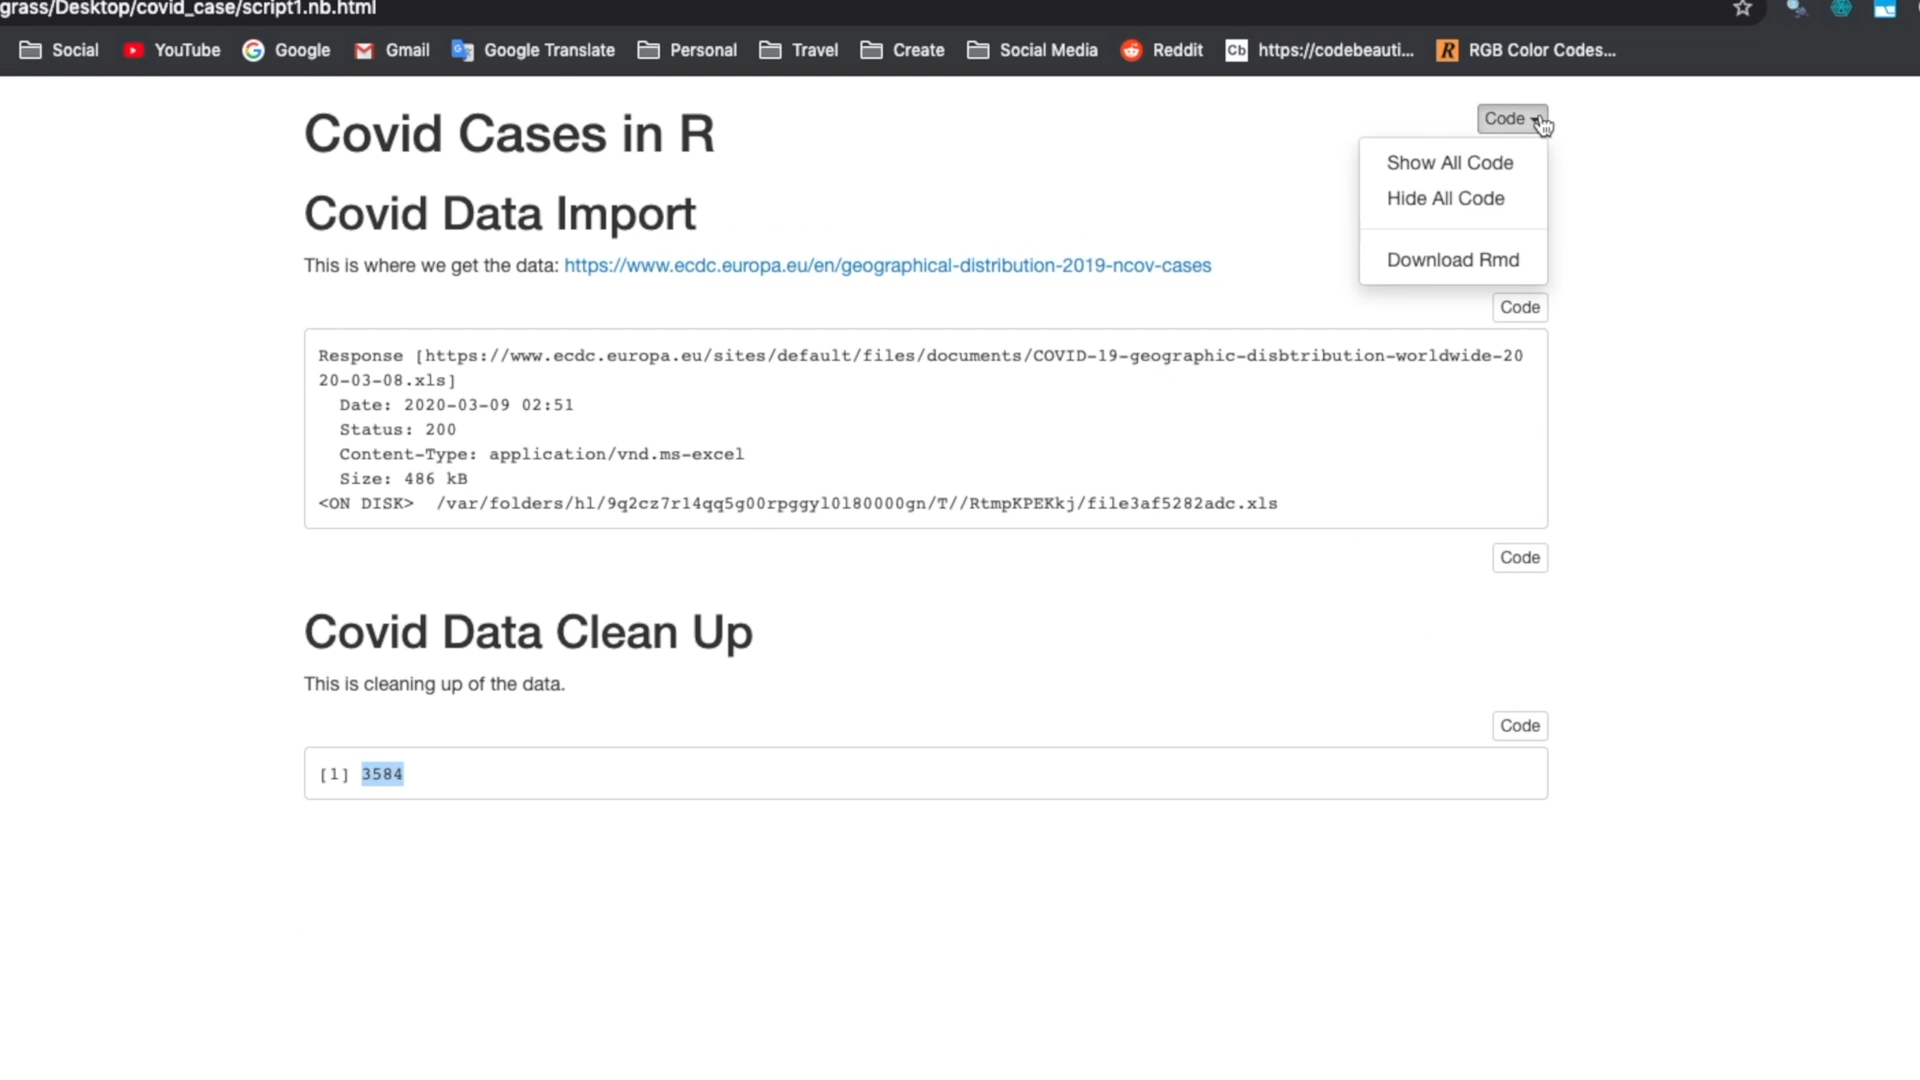 grass/Desktop/covid_case/script1.nb.html
Social YouTube Google Gmail Google Translate Personal Travel Create Social Media Reddit Cb https://codebeauti... R RGB Color Codes...
Covid Cases in R
Code
Show All Code
Hide All Code
Download Rmd
Covid Data Import
This is where we get the data: https://www.ecdc.europa.eu/en/geographical-distribution-2019-ncov-cases
Code
Response [https://www.ecdc.europa.eu/sites/default/files/documents/COVID-19-geographic-disbtribution-worldwide-20
20-03-08.xls]
Date: 2020-03-09 02:51
Status: 200
Content-Type: application/vnd.ms-excel
Size: 486 kB
<ON DISK> /var/folders/hl/9q2cz7r14qq5g00rpggyl0l80000gn/T//RtmpKPEKkj/file3af5282adc.xls
Code
Covid Data Clean Up
This is cleaning up of the data.
Code
[1] 3584